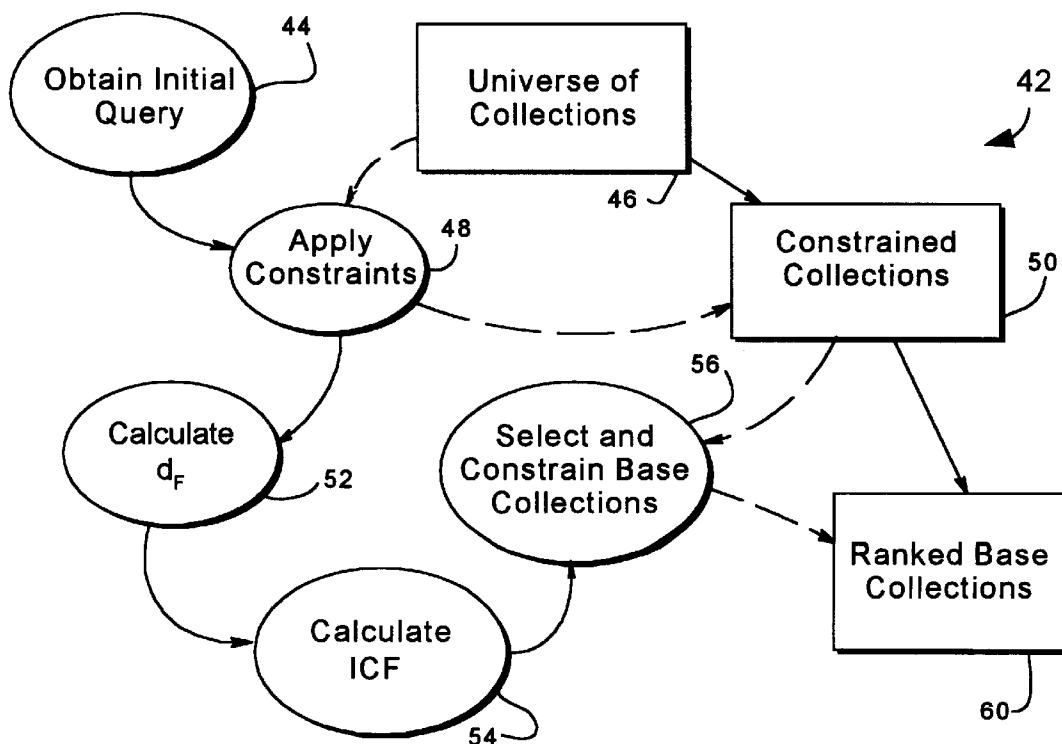 44
Obtain Initial
Query
Universe of
Collections
42
46
Apply
Constraints
48
Constrained
Collections
50
56
Calculate
dF
52
Select and
Constrain Base
Collections
Ranked Base
Collections
Calculate
ICF
54
60